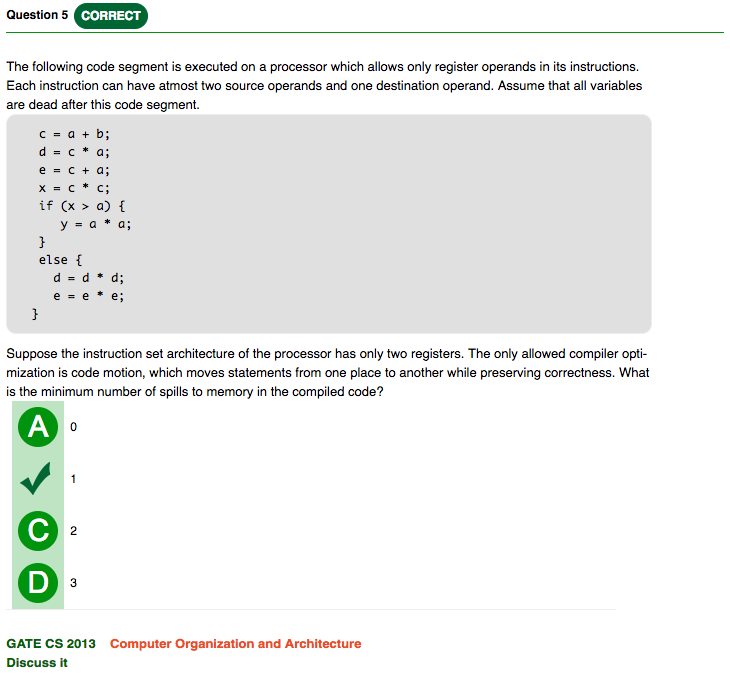 Question 5 CORRECT
The following code segment is executed on a processor which allows only register operands in its instructions.
Each instruction can have atmost two source operands and one destination operand. Assume that all variables
are dead after this code segment.
c = a + b;
d = c * a;
e = c + a;
x = c * c;
if (x > a) {
y = a * a;
}
else {
d = d * d;
e = e * e;
}
Suppose the instruction set architecture of the processor has only two registers. The only allowed compiler opti-
mization is code motion, which moves statements from one place to another while preserving correctness. What
is the minimum number of spills to memory in the compiled code?
A 0
1
C 2
D 3
GATE CS 2013 Computer Organization and Architecture
Discuss it